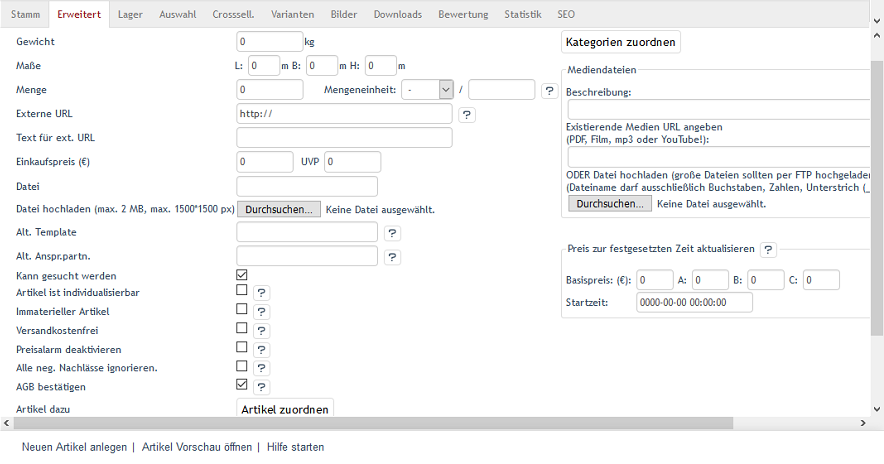 Stamm Erweitert Lager Auswahl Crosssell. Varianten Bilder Downloads Bewertung Statistik SEO
Gewicht 0 kg
Maße L: 0 m B: 0 m H: 0 m
Menge 0 Mengeneinheit: - / ?
Externe URL http:// ?
Text für ext. URL
Einkaufspreis (€) 0 UVP 0
Datei
Datei hochladen (max. 2 MB, max. 1500*1500 px) Durchsuchen... Keine Datei ausgewählt.
Alt. Template ?
Alt. Anspr.partn. ?
Kann gesucht werden
Artikel ist individualisierbar ?
Immaterieller Artikel ?
Versandkostenfrei ?
Preisalarm deaktivieren ?
Alle neg. Nachlässe ignorieren. ?
AGB bestätigen ?
Artikel dazu Artikel zuordnen
Kategorien zuordnen
Mediendateien
Beschreibung:
Existierende Medien URL angeben
(PDF, Film, mp3 oder YouTube!):
ODER Datei hochladen (große Dateien sollten per FTP hochgeladen
(Dateiname darf ausschließlich Buchstaben, Zahlen, Unterstrich (_
Durchsuchen... Keine Datei ausgewählt.
Preis zur festgesetzten Zeit aktualisieren ?
Basispreis: (€): 0 A: 0 B: 0 C: 0
Startzeit: 0000-00-00 00:00:00
Neuen Artikel anlegen | Artikel Vorschau öffnen | Hilfe starten